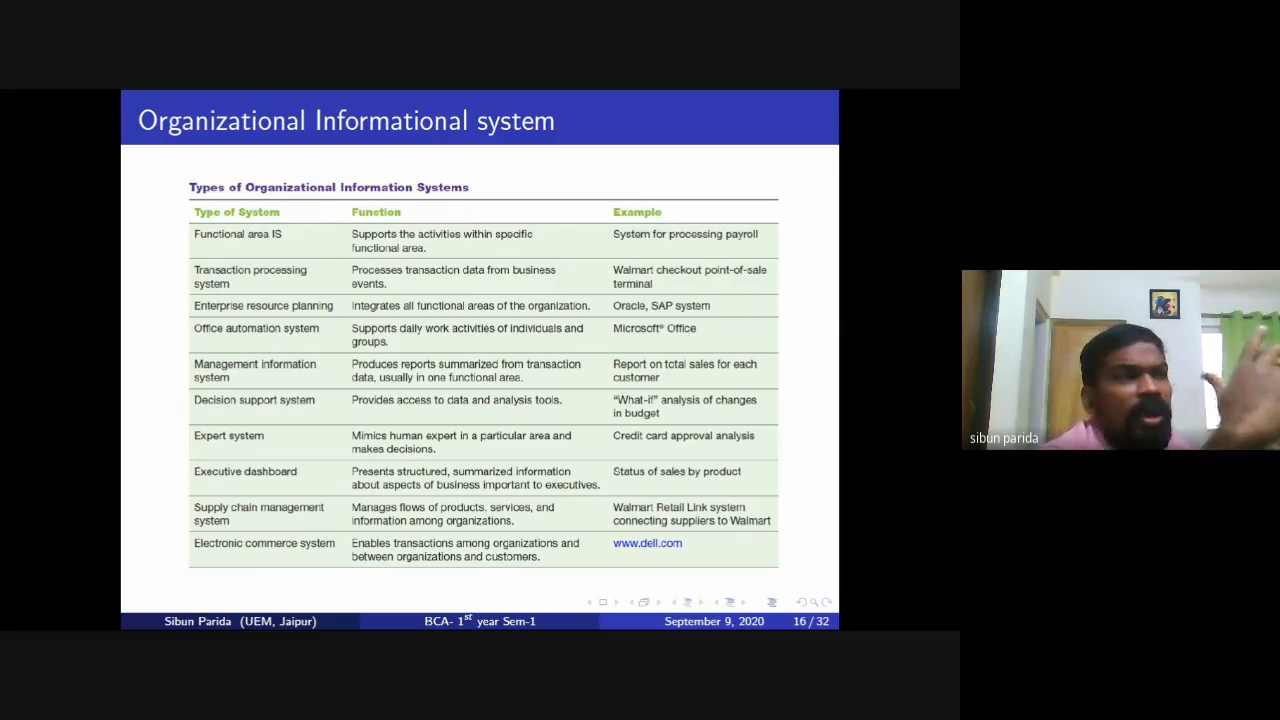 Organizational Informational system
Types of Organizational Information Systems
Type of System Function Example
Functional area IS Supports the activities within specific System for processing payroll
functional area.
Transaction processing Processes transaction data from business Walmart checkout point-of-sale
system events. terminal
Enterprise resource planning Integrates all functional areas of the organization. Oracle, SAP system
Office automation system Supports daily work activities of individuals and Microsoft® Office
groups.
Management information Produces reports summarized from transaction Report on total sales for each
system data, usually in one functional area. customer
Decision support system Provides access to data and analysis tools. “What-if” analysis of changes
in budget
Expert system Mimics human expert in a particular area and Credit card approval analysis
makes decisions.
Executive dashboard Presents structured, summarized information Status of sales by product
about aspects of business important to executives.
Supply chain management Manages flows of products, services, and Walmart Retail Link system
system information among organizations. connecting suppliers to Walmart
Electronic commerce system Enables transactions among organizations and www.dell.com
between organizations and customers.
Sibun Parida (UEM, Jaipur) BCA- 1st year Sem-1 September 9, 2020 16 / 32
sibun parida